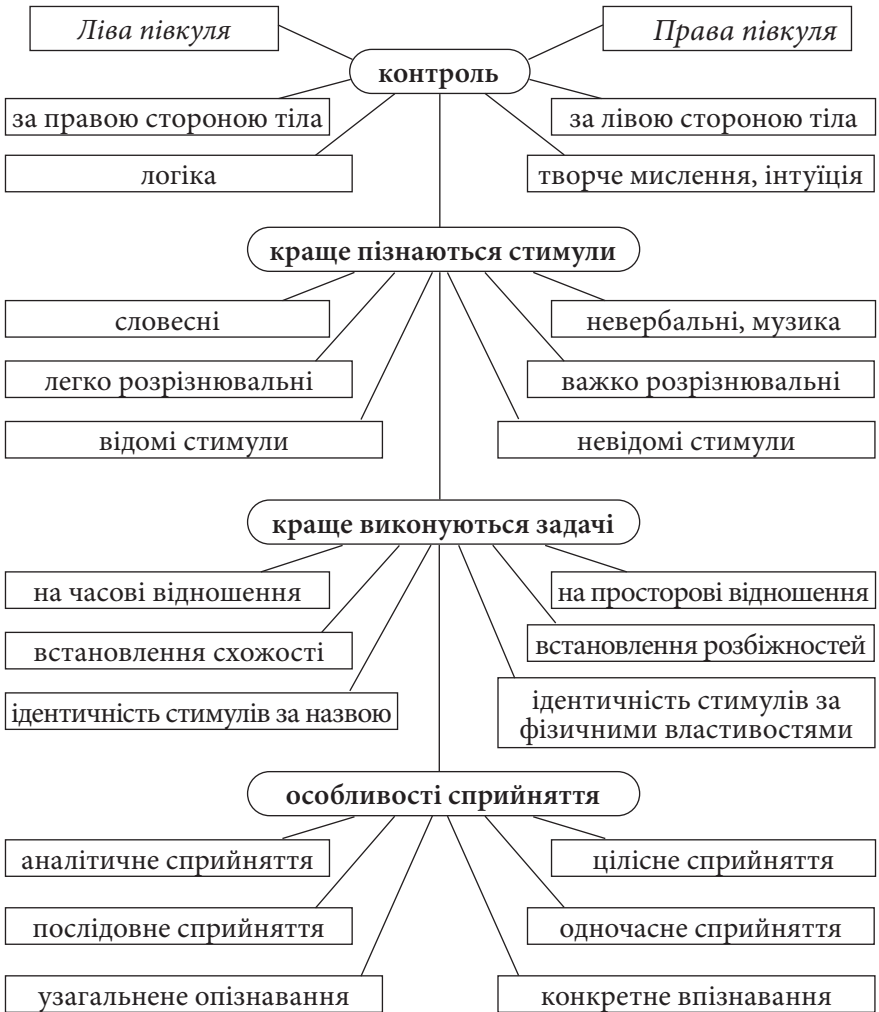 Ліва півкуля
Права півкуля
контроль
за правою стороною тіла
за лівою стороною тіла
логіка
творче мислення, інтуїція
краще пізнаються стимули
словесні
невербальні, музика
легко розрізнювальні
важко розрізнювальні
відомі стимули
невідомі стимули
краще виконуються задачі
на часові відношення
на просторові відношення
встановлення схожості
встановлення розбіжностей
ідентичність стимулів за назвою
ідентичність стимулів за
фізичними властивостями
особливості сприйняття
аналітичне сприйняття
цілісне сприйняття
послідовне сприйняття
одночасне сприйняття
узагальнене опізнавання
конкретне впізнавання